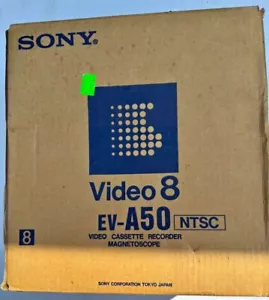 SONY®
Video 8
EV-A50 NTSC
VIDEO CASSETTE RECORDER
MAGNETOSCOPE
8
SONY CORPORATION TOKYO JAPAN